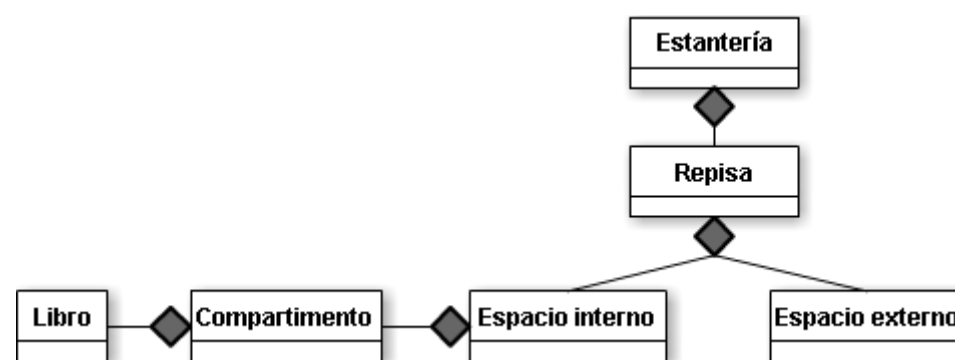 Estantería
Repisa
Libro
Compartimento
Espacio interno
Espacio externo